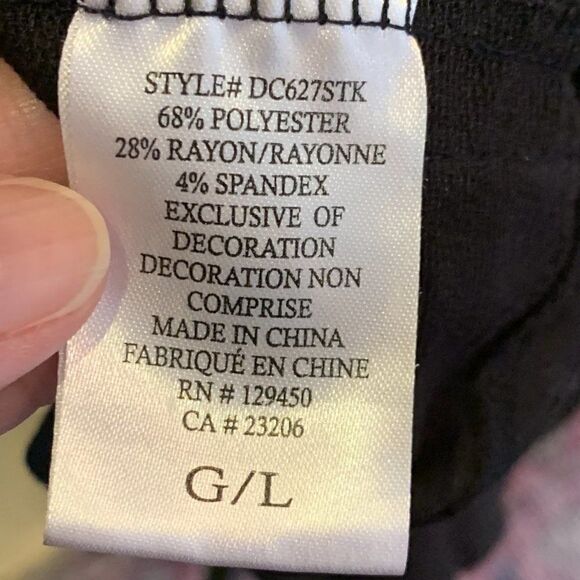 STYLE# DC627STK
68% POLYESTER
28% RAYON/RAYONNE
4% SPANDEX
EXCLUSIVE OF
DECORATION
DECORATION NON
COMPRISE
MADE IN CHINA
FABRIQUÉ EN CHINE
RN # 129450
CA # 23206
G/L